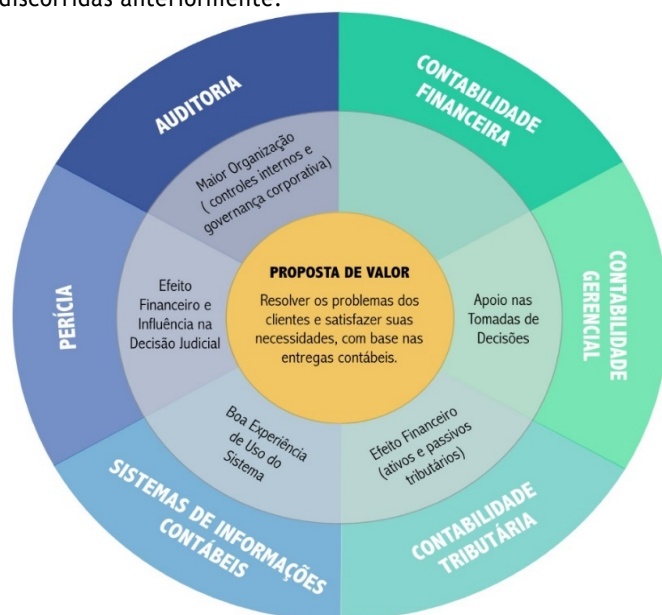 discorridas anteriormente.
AUDITORIA
CONTABILIDADE
FINANCEIRA
Maior Organização
( controles internos e
governança corporativa)
PERÍCIA
Efeito
Financeiro e
Influência na
Decisão Judicial
PROPOSTA DE VALOR
Resolver os problemas dos
clientes e satisfazer suas
necessidades, com base nas
entregas contábeis.
Apoio nas
Tomadas de
Decisões
CONTABILIDADE
GERENCIAL
Boa Experiência
de Uso do
Sistema
Efeito Financeiro
(ativos e passivos
tributários)
SISTEMAS DE INFORMAÇÕES
CONTÁBEIS
CONTABILIDADE
TRIBUTÁRIA